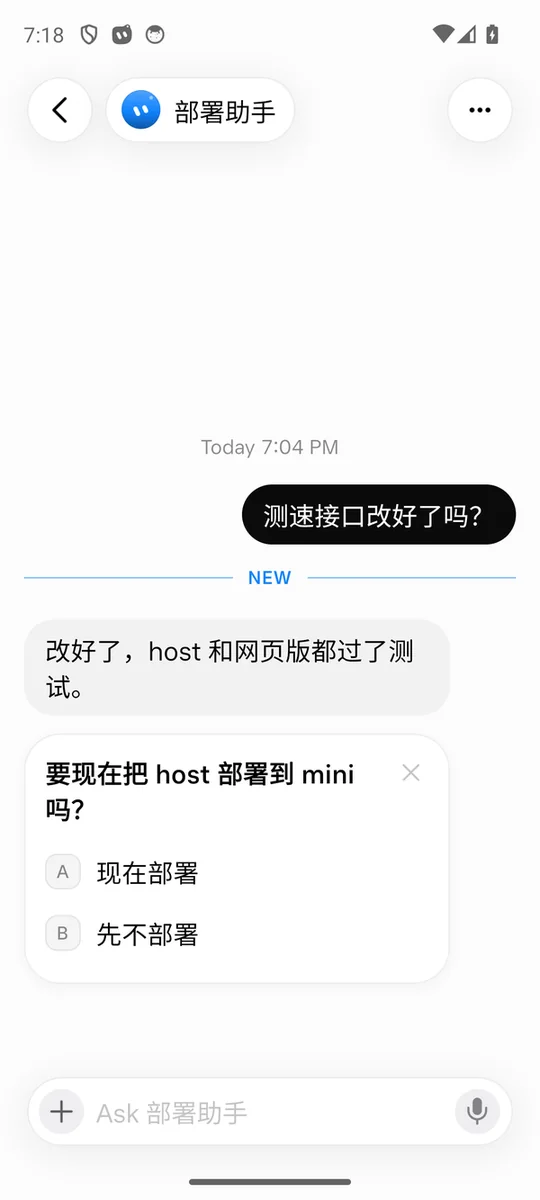 7:18
部署助手
Today 7:04 PM
测速接口改好了吗？
NEW
改好了，host 和网页版都过了测
试。
要现在把 host 部署到 mini
吗？
A 现在部署
B 先不部署
Ask 部署助手